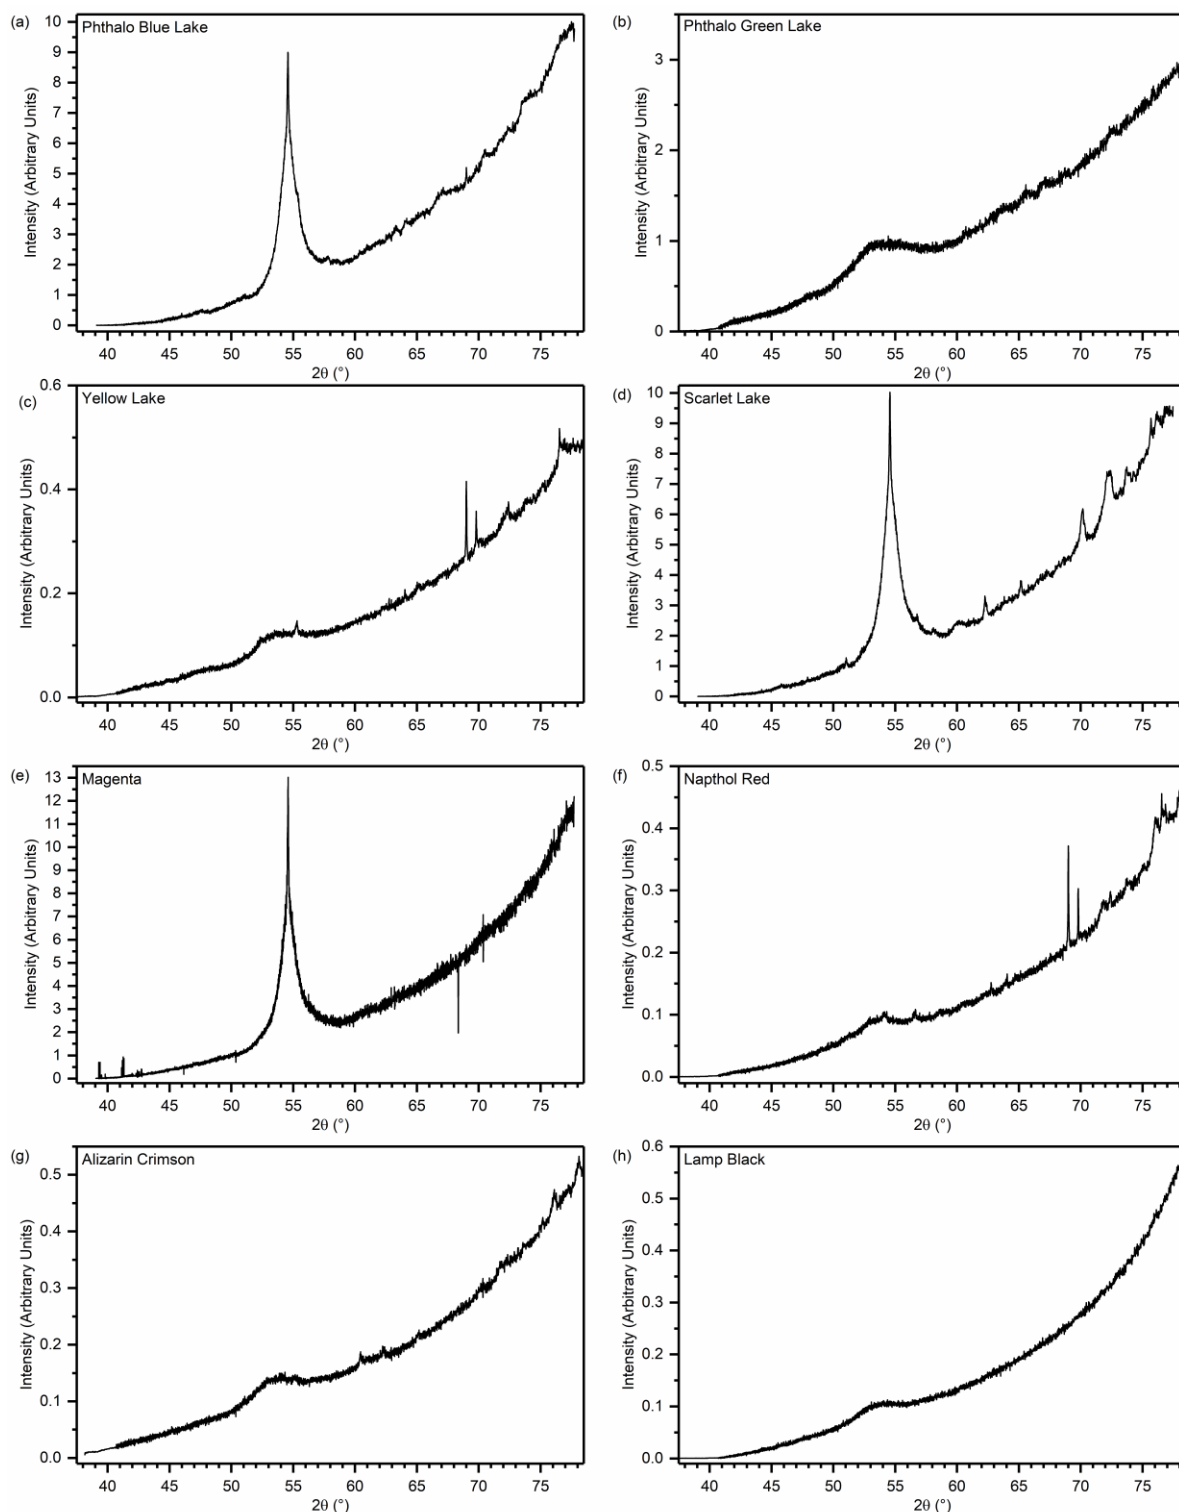 (a)
Phthalo Blue Lake
10
9
8
7
6
5
4
3
2
1
0
Intensity (Arbitrary Units)
40 45 50 55 60 65 70 75
2θ (°)
(b)
Phthalo Green Lake
3
2
1
0
Intensity (Arbitrary Units)
40 45 50 55 60 65 70 75
2θ (°)
(c)
Yellow Lake
0.6
0.4
0.2
0.0
Intensity (Arbitrary Units)
40 45 50 55 60 65 70 75
2θ (°)
(d)
Scarlet Lake
10
9
8
7
6
5
4
3
2
1
0
Intensity (Arbitrary Units)
40 45 50 55 60 65 70 75
2θ (°)
(e)
Magenta
13
12
11
10
9
8
7
6
5
4
3
2
1
0
Intensity (Arbitrary Units)
40 45 50 55 60 65 70 75
2θ (°)
(f)
Napthol Red
0.5
0.4
0.3
0.2
0.1
0.0
Intensity (Arbitrary Units)
40 45 50 55 60 65 70 75
2θ (°)
(g)
Alizarin Crimson
0.5
0.4
0.3
0.2
0.1
0.0
Intensity (Arbitrary Units)
40 45 50 55 60 65 70 75
2θ (°)
(h)
Lamp Black
0.6
0.5
0.4
0.3
0.2
0.1
0.0
Intensity (Arbitrary Units)
40 45 50 55 60 65 70 75
2θ (°)